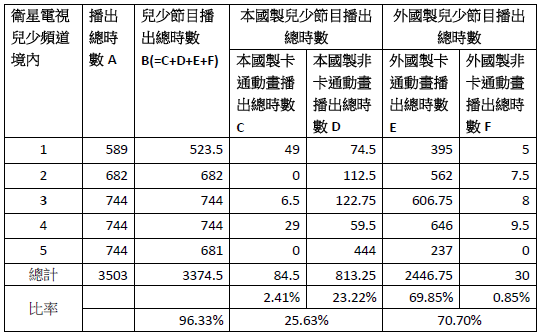 衛星電視
兒少頻道
境內
播出
總時
數 A
兒少節目播
出總時數
B(=C+D+E+F)
本國製兒少節目播出
總時數
外國製兒少節目播出
總時數
本國製卡
通動畫播
出總時數
C
本國製非
卡通動畫
播出總時
數 D
外國製卡
通動畫播
出總時數
E
外國製非
卡通動畫
播出總時
數 F
1 589 523.5 49 74.5 395 5
2 682 682 0 112.5 562 7.5
3 744 744 6.5 122.75 606.75 8
4 744 744 29 59.5 646 9.5
5 744 681 0 444 237 0
總計 3503 3374.5 84.5 813.25 2446.75 30
比率
2.41% 23.22% 69.85% 0.85%
96.33% 25.63% 70.70%